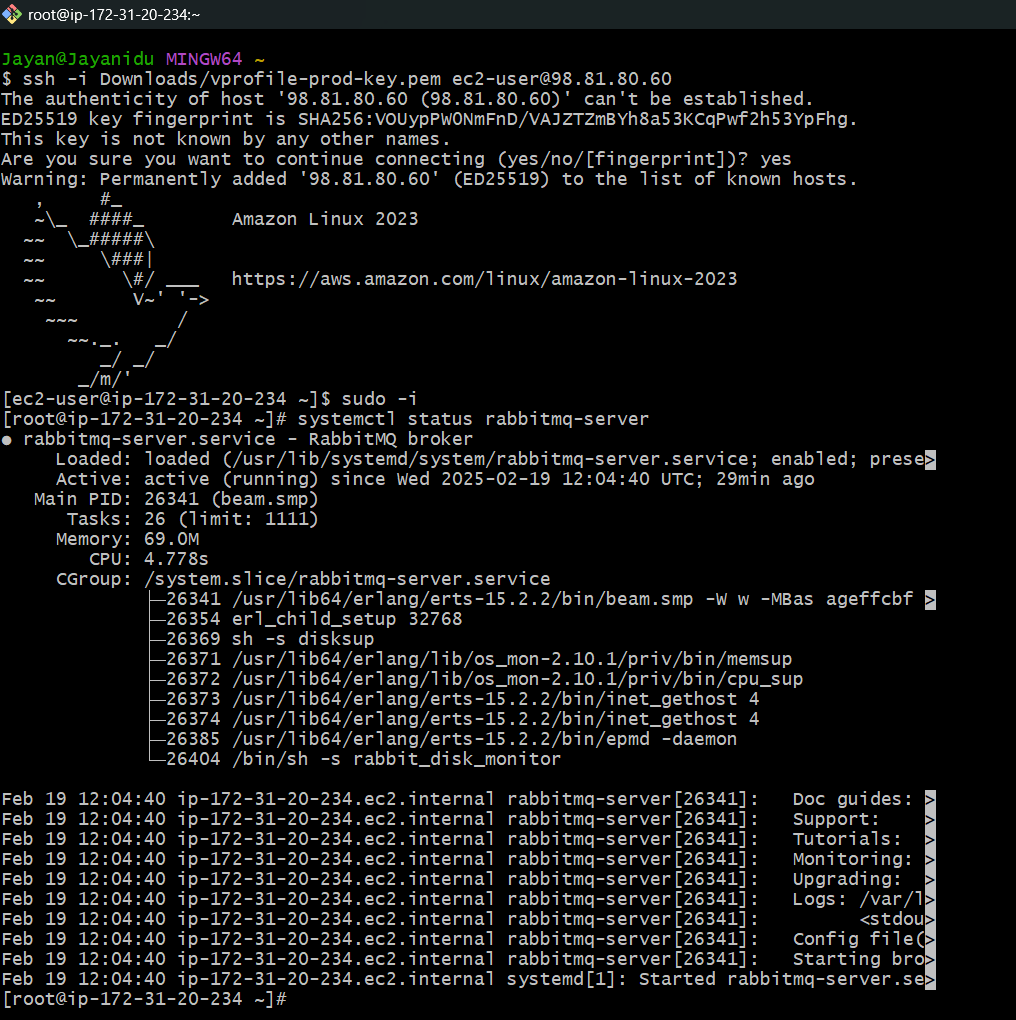 root@ip-172-31-20-234:~
Jayan@Jayanidu MINGW64 ~
$ ssh -i Downloads/vprofile-prod-key.pem ec2-user@98.81.80.60
The authenticity of host '98.81.80.60 (98.81.80.60)' can't be established.
ED25519 key fingerprint is SHA256:VOUypPW0NmFnD/VAJZTZmBYh8a53KCqPwf2h53YpFhg.
This key is not known by any other names.
Are you sure you want to continue connecting (yes/no/[fingerprint])? yes
Warning: Permanently added '98.81.80.60' (ED25519) to the list of known hosts.
   ,     #_
   ~\_  ####_        Amazon Linux 2023
  ~~  \_#####\
  ~~     \###|
  ~~       \#/ ___   https://aws.amazon.com/linux/amazon-linux-2023
   ~~       V~' '->
    ~~~         /
      ~~._.   _/
         _/ _/
       _/m/'
[ec2-user@ip-172-31-20-234 ~]$ sudo -i
[root@ip-172-31-20-234 ~]# systemctl status rabbitmq-server
● rabbitmq-server.service - RabbitMQ broker
     Loaded: loaded (/usr/lib/systemd/system/rabbitmq-server.service; enabled; prese>
     Active: active (running) since Wed 2025-02-19 12:04:40 UTC; 29min ago
   Main PID: 26341 (beam.smp)
      Tasks: 26 (limit: 1111)
     Memory: 69.0M
        CPU: 4.778s
     CGroup: /system.slice/rabbitmq-server.service
             ├─26341 /usr/lib64/erlang/erts-15.2.2/bin/beam.smp -W w -MBas ageffcbf >
             ├─26354 erl_child_setup 32768
             ├─26369 sh -s disksup
             ├─26371 /usr/lib64/erlang/lib/os_mon-2.10.1/priv/bin/memsup
             ├─26372 /usr/lib64/erlang/lib/os_mon-2.10.1/priv/bin/cpu_sup
             ├─26373 /usr/lib64/erlang/erts-15.2.2/bin/inet_gethost 4
             ├─26374 /usr/lib64/erlang/erts-15.2.2/bin/inet_gethost 4
             ├─26385 /usr/lib64/erlang/erts-15.2.2/bin/epmd -daemon
             └─26404 /bin/sh -s rabbit_disk_monitor
Feb 19 12:04:40 ip-172-31-20-234.ec2.internal rabbitmq-server[26341]:   Doc guides: >
Feb 19 12:04:40 ip-172-31-20-234.ec2.internal rabbitmq-server[26341]:   Support:    >
Feb 19 12:04:40 ip-172-31-20-234.ec2.internal rabbitmq-server[26341]:   Tutorials:  >
Feb 19 12:04:40 ip-172-31-20-234.ec2.internal rabbitmq-server[26341]:   Monitoring: >
Feb 19 12:04:40 ip-172-31-20-234.ec2.internal rabbitmq-server[26341]:   Upgrading:  >
Feb 19 12:04:40 ip-172-31-20-234.ec2.internal rabbitmq-server[26341]:   Logs: /var/l>
Feb 19 12:04:40 ip-172-31-20-234.ec2.internal rabbitmq-server[26341]:         <stdou>
Feb 19 12:04:40 ip-172-31-20-234.ec2.internal rabbitmq-server[26341]:   Config file(>
Feb 19 12:04:40 ip-172-31-20-234.ec2.internal rabbitmq-server[26341]:   Starting bro>
Feb 19 12:04:40 ip-172-31-20-234.ec2.internal systemd[1]: Started rabbitmq-server.se>
[root@ip-172-31-20-234 ~]#